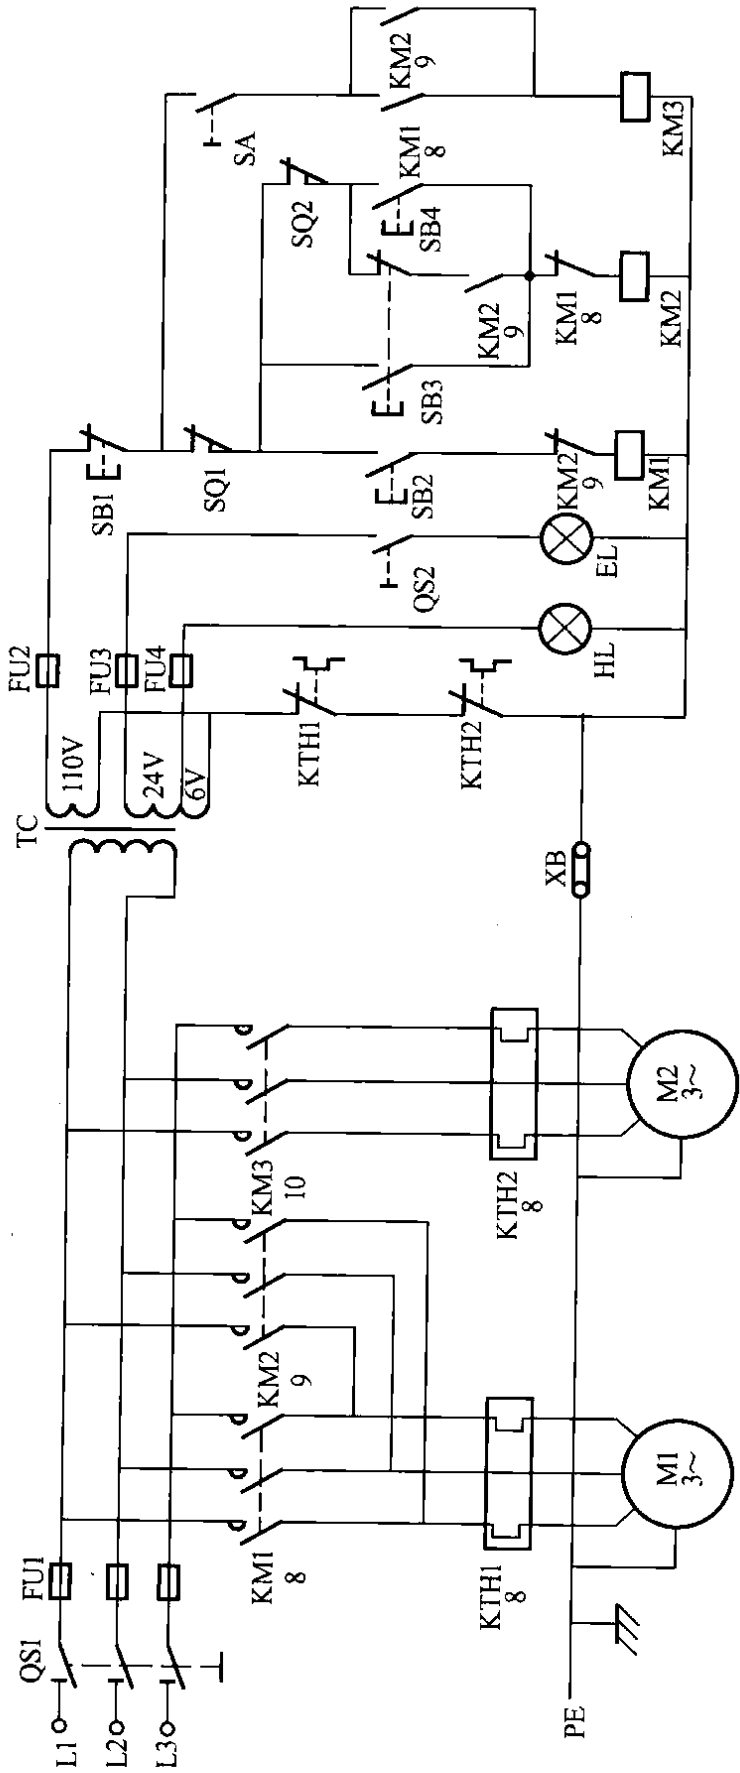 L1
L2
L3
QS1
FU1
KM1
8
KM2
9
KM3
10
KTH1
8
KTH2
8
M1
3~
M2
3~
PE
XB
TC
110V
24V
6V
FU2
FU3
FU4
KTH1
KTH2
HL
QS2
EL
SB1
SQ1
SB2
KM2
9
KM1
SB3
SQ2
SB4
KM2
9
KM1
8
KM2
SA
KM1
8
KM2
9
KM3